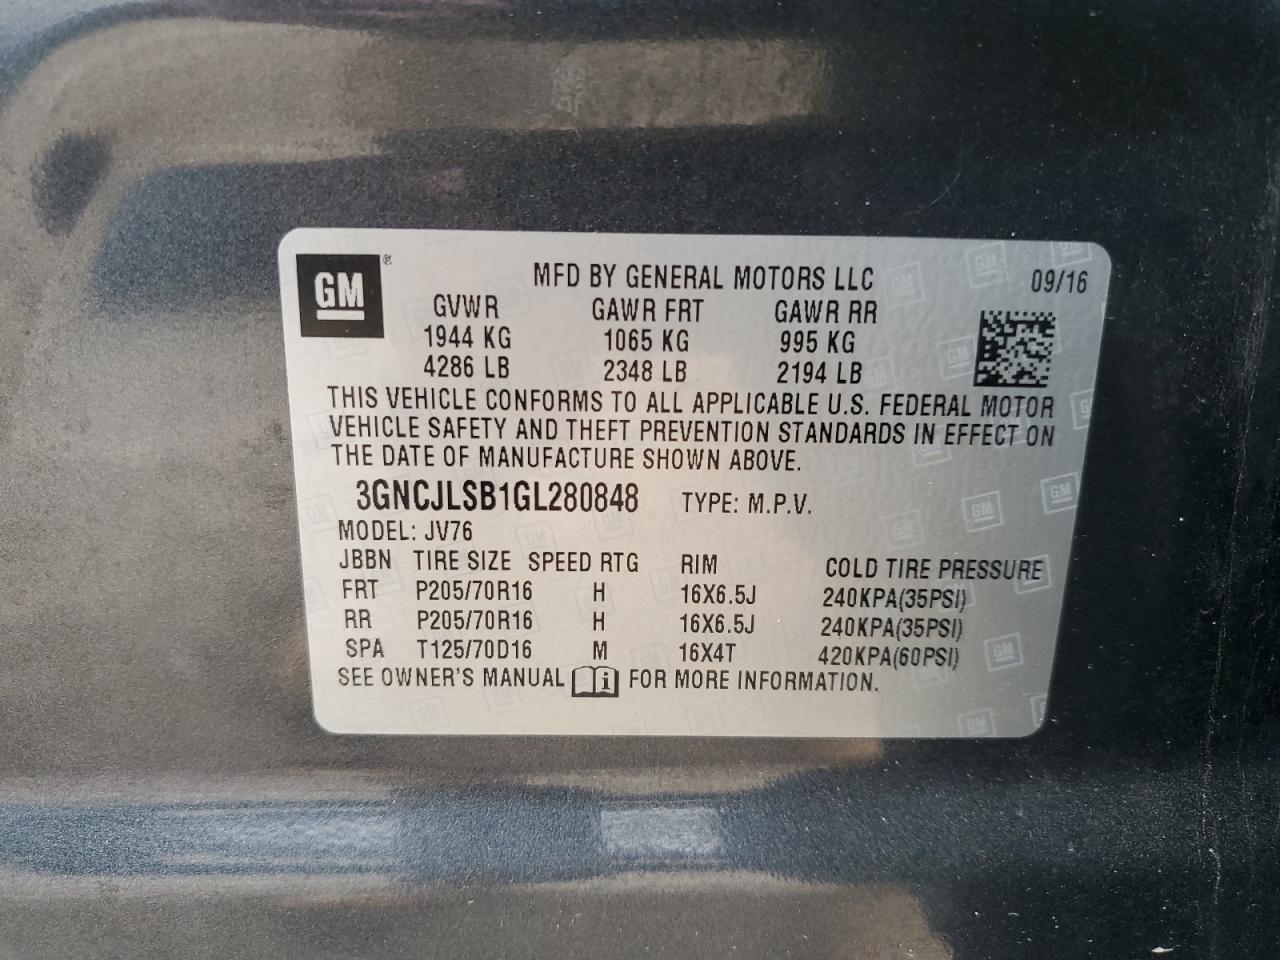 GM ®
MFD BY GENERAL MOTORS LLC 09/16
GVWR GAWR FRT GAWR RR
1944 KG 1065 KG 995 KG
4286 LB 2348 LB 2194 LB
THIS VEHICLE CONFORMS TO ALL APPLICABLE U.S. FEDERAL MOTOR
VEHICLE SAFETY AND THEFT PREVENTION STANDARDS IN EFFECT ON
THE DATE OF MANUFACTURE SHOWN ABOVE.
3GNCJLSB1GL280848 TYPE: M.P.V.
MODEL: JV76
JBBN TIRE SIZE SPEED RTG RIM COLD TIRE PRESSURE
FRT P205/70R16 H 16X6.5J 240KPA(35PSI)
RR P205/70R16 H 16X6.5J 240KPA(35PSI)
SPA T125/70D16 M 16X4T 420KPA(60PSI)
SEE OWNER'S MANUAL i FOR MORE INFORMATION.